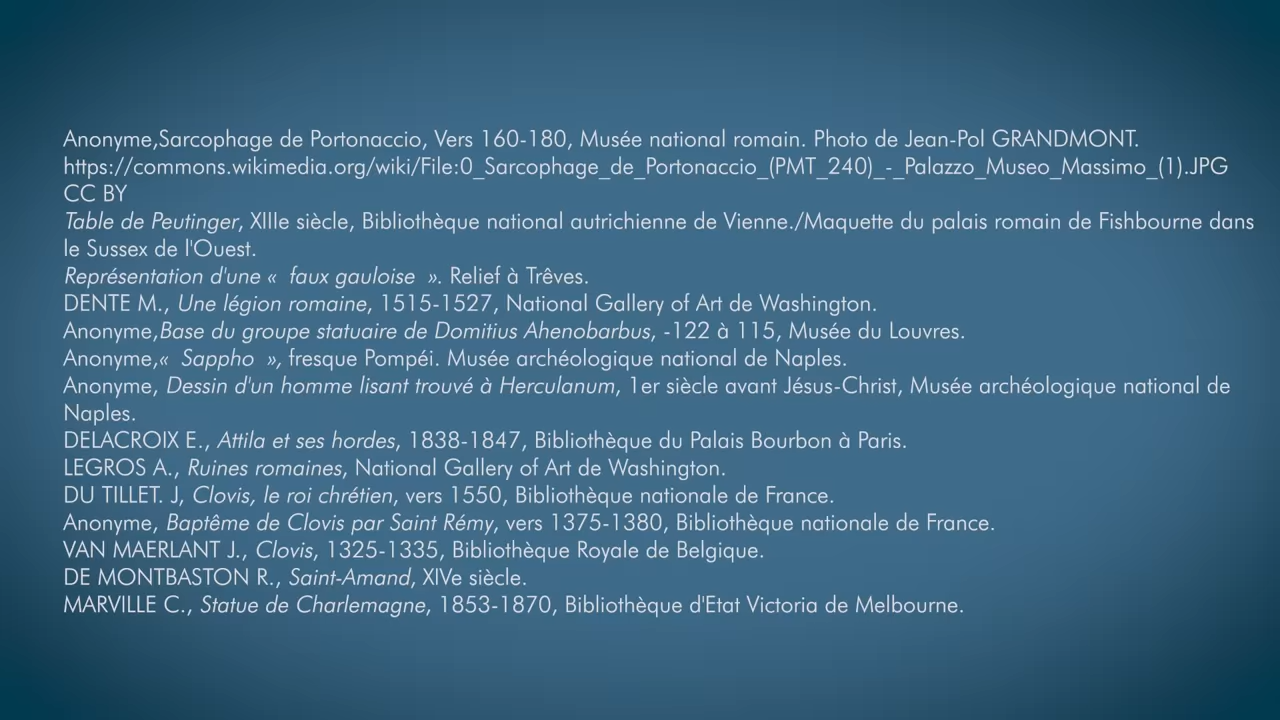 Anonyme,Sarcophage de Portonaccio, Vers 160-180, Musée national romain. Photo de Jean-Pol GRANDMONT.
https://commons.wikimedia.org/wiki/File:0_Sarcophage_de_Portonaccio_(PMT_240)_-_Palazzo_Museo_Massimo_(1).JPG
CC BY
Table de Peutinger, XIIIe siècle, Bibliothèque national autrichienne de Vienne./Maquette du palais romain de Fishbourne dans
le Sussex de l'Ouest.
Représentation d'une «  faux gauloise  ». Relief à Trêves.
DENTE M., Une légion romaine, 1515-1527, National Gallery of Art de Washington.
Anonyme,Base du groupe statuaire de Domitius Ahenobarbus, -122 à 115, Musée du Louvres.
Anonyme,«  Sappho  », fresque Pompéi. Musée archéologique national de Naples.
Anonyme, Dessin d'un homme lisant trouvé à Herculanum, 1er siècle avant Jésus-Christ, Musée archéologique national de
Naples.
DELACROIX E., Attila et ses hordes, 1838-1847, Bibliothèque du Palais Bourbon à Paris.
LEGROS A., Ruines romaines, National Gallery of Art de Washington.
DU TILLET. J, Clovis, le roi chrétien, vers 1550, Bibliothèque nationale de France.
Anonyme, Baptême de Clovis par Saint Rémy, vers 1375-1380, Bibliothèque nationale de France.
VAN MAERLANT J., Clovis, 1325-1335, Bibliothèque Royale de Belgique.
DE MONTBASTON R., Saint-Amand, XIVe siècle.
MARVILLE C., Statue de Charlemagne, 1853-1870, Bibliothèque d'Etat Victoria de Melbourne.